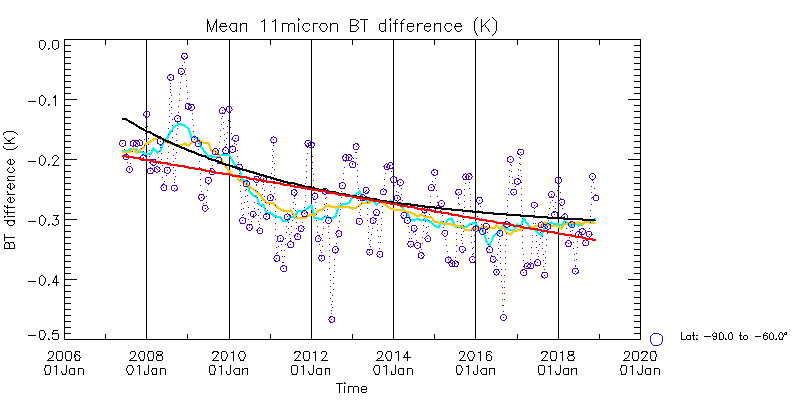 Mean 11micron BT difference (K)
BT difference (K)
0.0
−0.1
−0.2
−0.3
−0.4
−0.5
2006 2008 2010 2012 2014 2016 2018 2020
01Jan 01Jan 01Jan 01Jan 01Jan 01Jan 01Jan 01Jan
Time
Lat: −90.0 to −60.0°